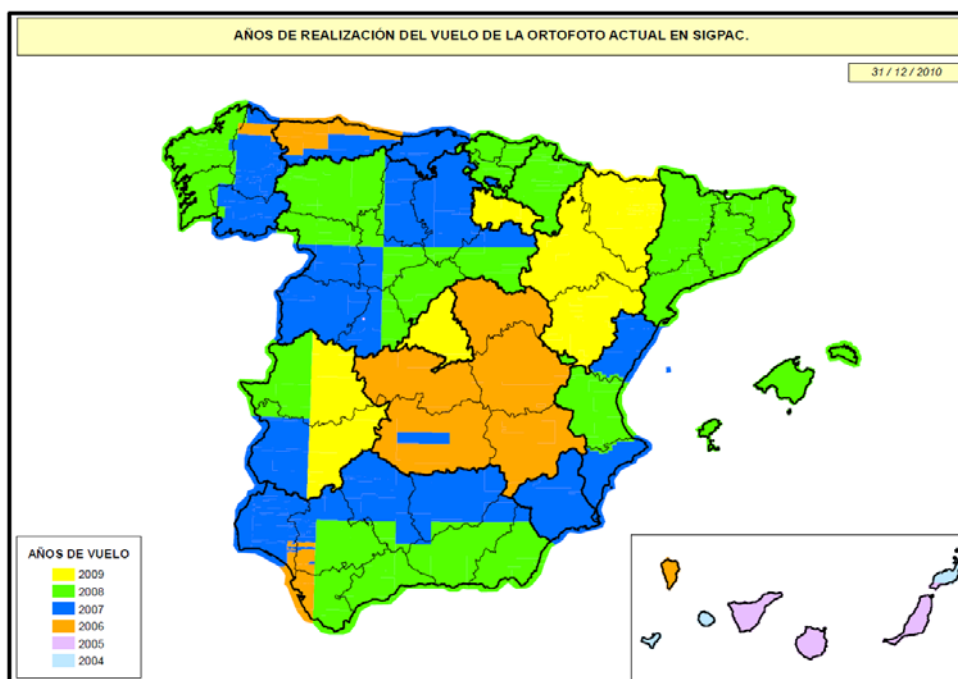 AÑOS DE REALIZACIÓN DEL VUELO DE LA ORTOFOTO ACTUAL EN SIGPAC.
31 / 12 / 2010
AÑOS DE VUELO
2009
2008
2007
2006
2005
2004